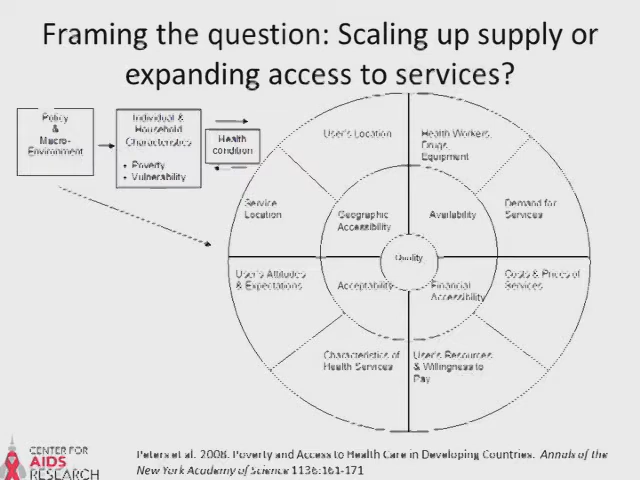 Framing the question: Scaling up supply or
expanding access to services?
Policy
&
Macro-
Environment
Individual &
Household
Characteristics
• Poverty
• Vulnerability
Health
condition
User's Location
Health Workers,
Drugs,
Equipment
Service
Location
Geographic
Accessibility
Availability
Demand for
Services
Quality
User's Attitudes
& Expectations
Acceptability
Financial
Accessibility
Costs & Prices of
Services
Characteristics of
Health Services
User's Resources
& Willingness to
Pay
CENTER FOR
AIDS
RESEARCH
Peters et al. 2008. Poverty and Access to Health Care in Developing Countries. Annals of the
New York Academy of Science 1136:161-171